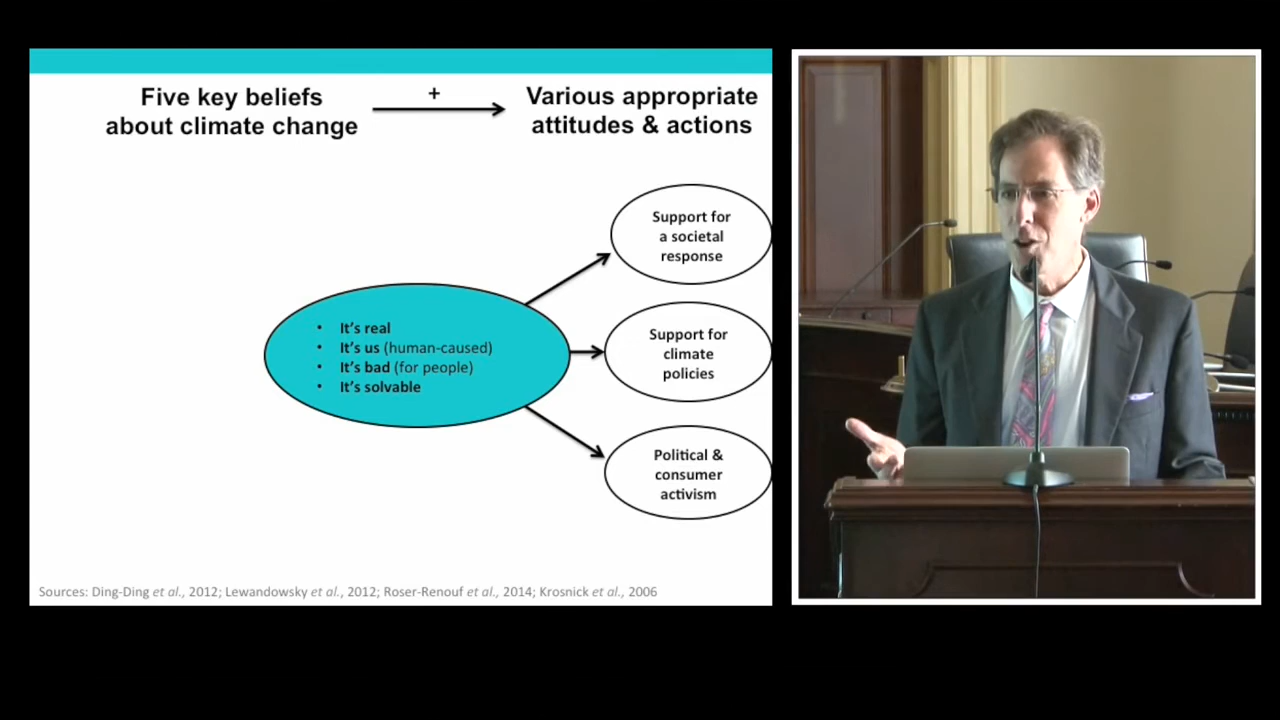 Five key beliefs
about climate change
+
Various appropriate
attitudes & actions
Support for
a societal
response
• It's real
• It's us (human-caused)
• It's bad (for people)
• It's solvable
Support for
climate
policies
Political &
consumer
activism
Sources: Ding-Ding et al., 2012; Lewandowsky et al., 2012; Roser-Renouf et al., 2014; Krosnick et al., 2006